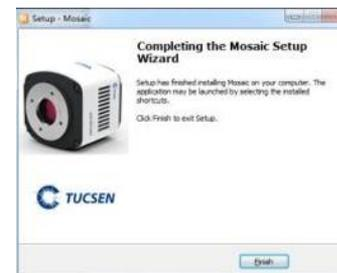 Setup - Mosaic
Completing the Mosaic Setup
Wizard
Setup has finished installing Mosaic on your computer. The
application may be launched by selecting the installed
shortcuts.
Click Finish to exit Setup.
TUCSEN
Finish